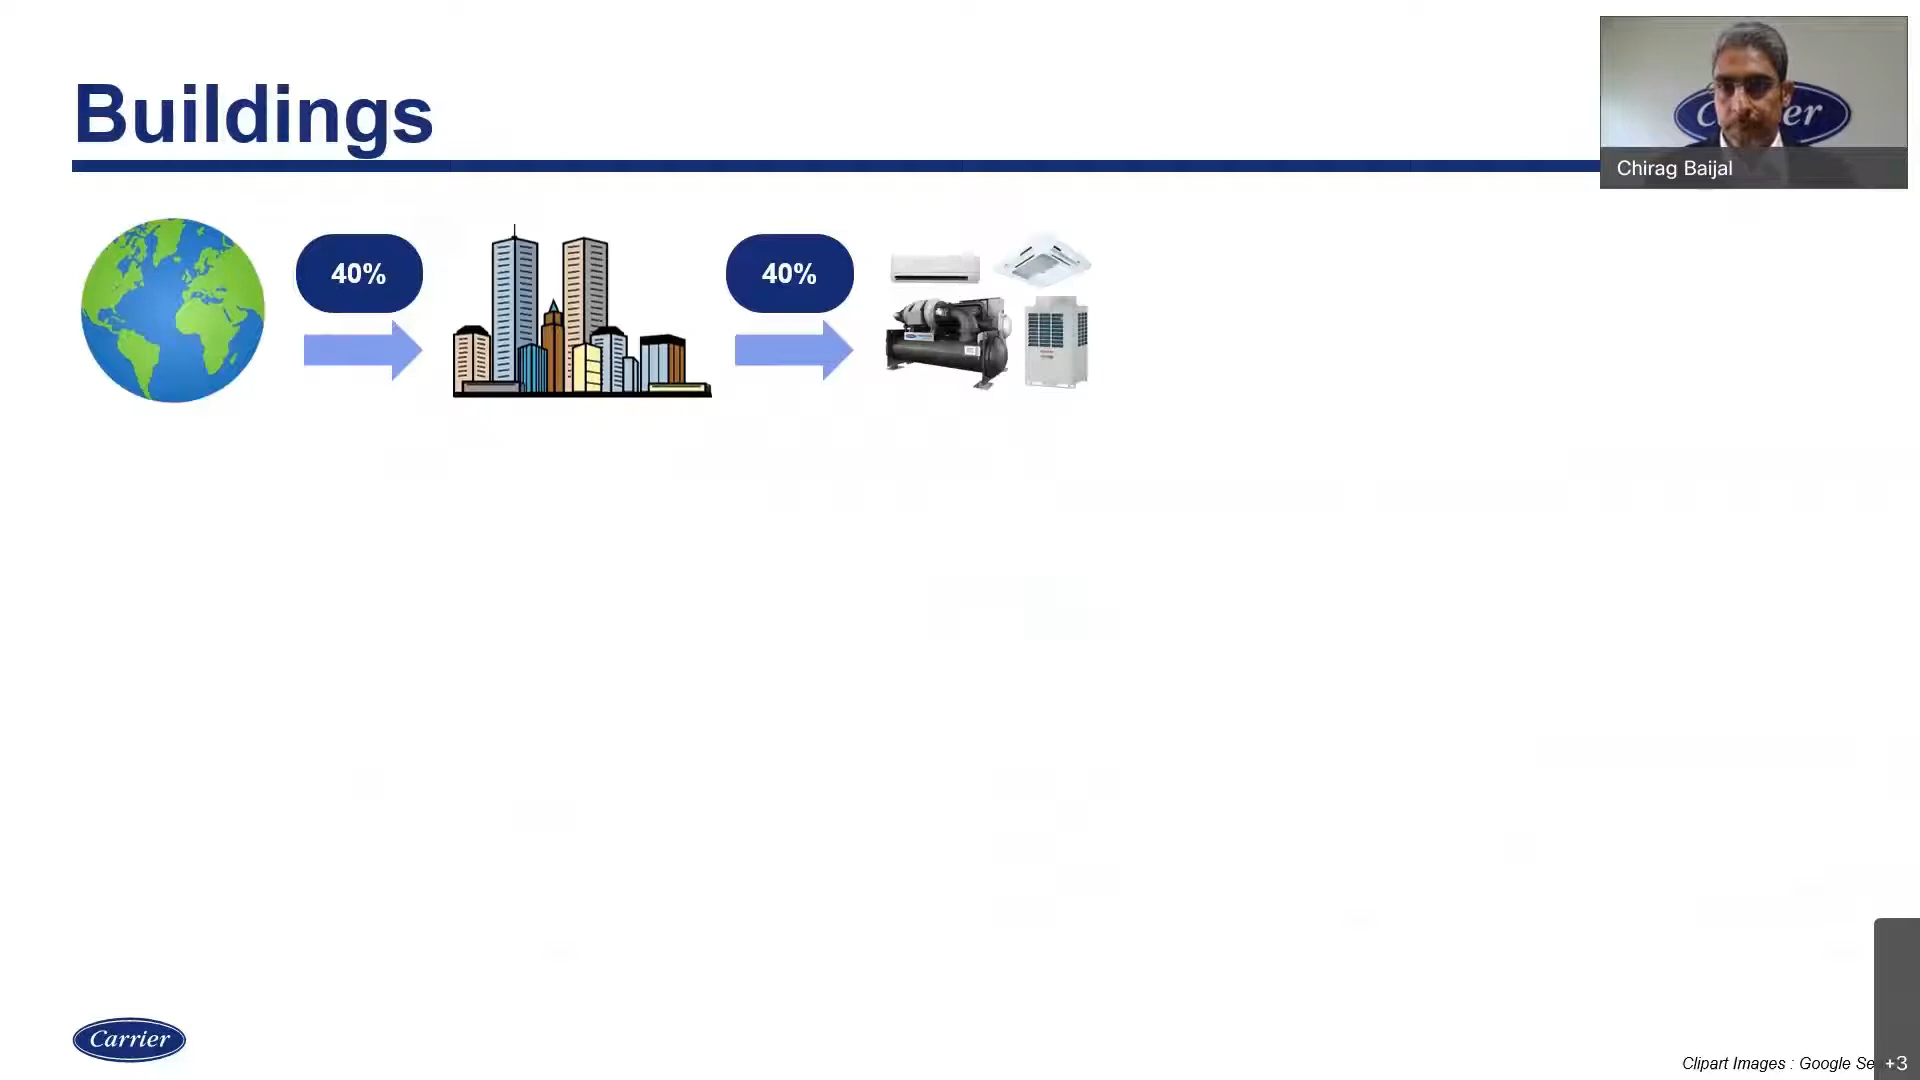 Buildings
Chirag Baijal
40%
40%
Carrier
Clipart Images : Google Se
+3